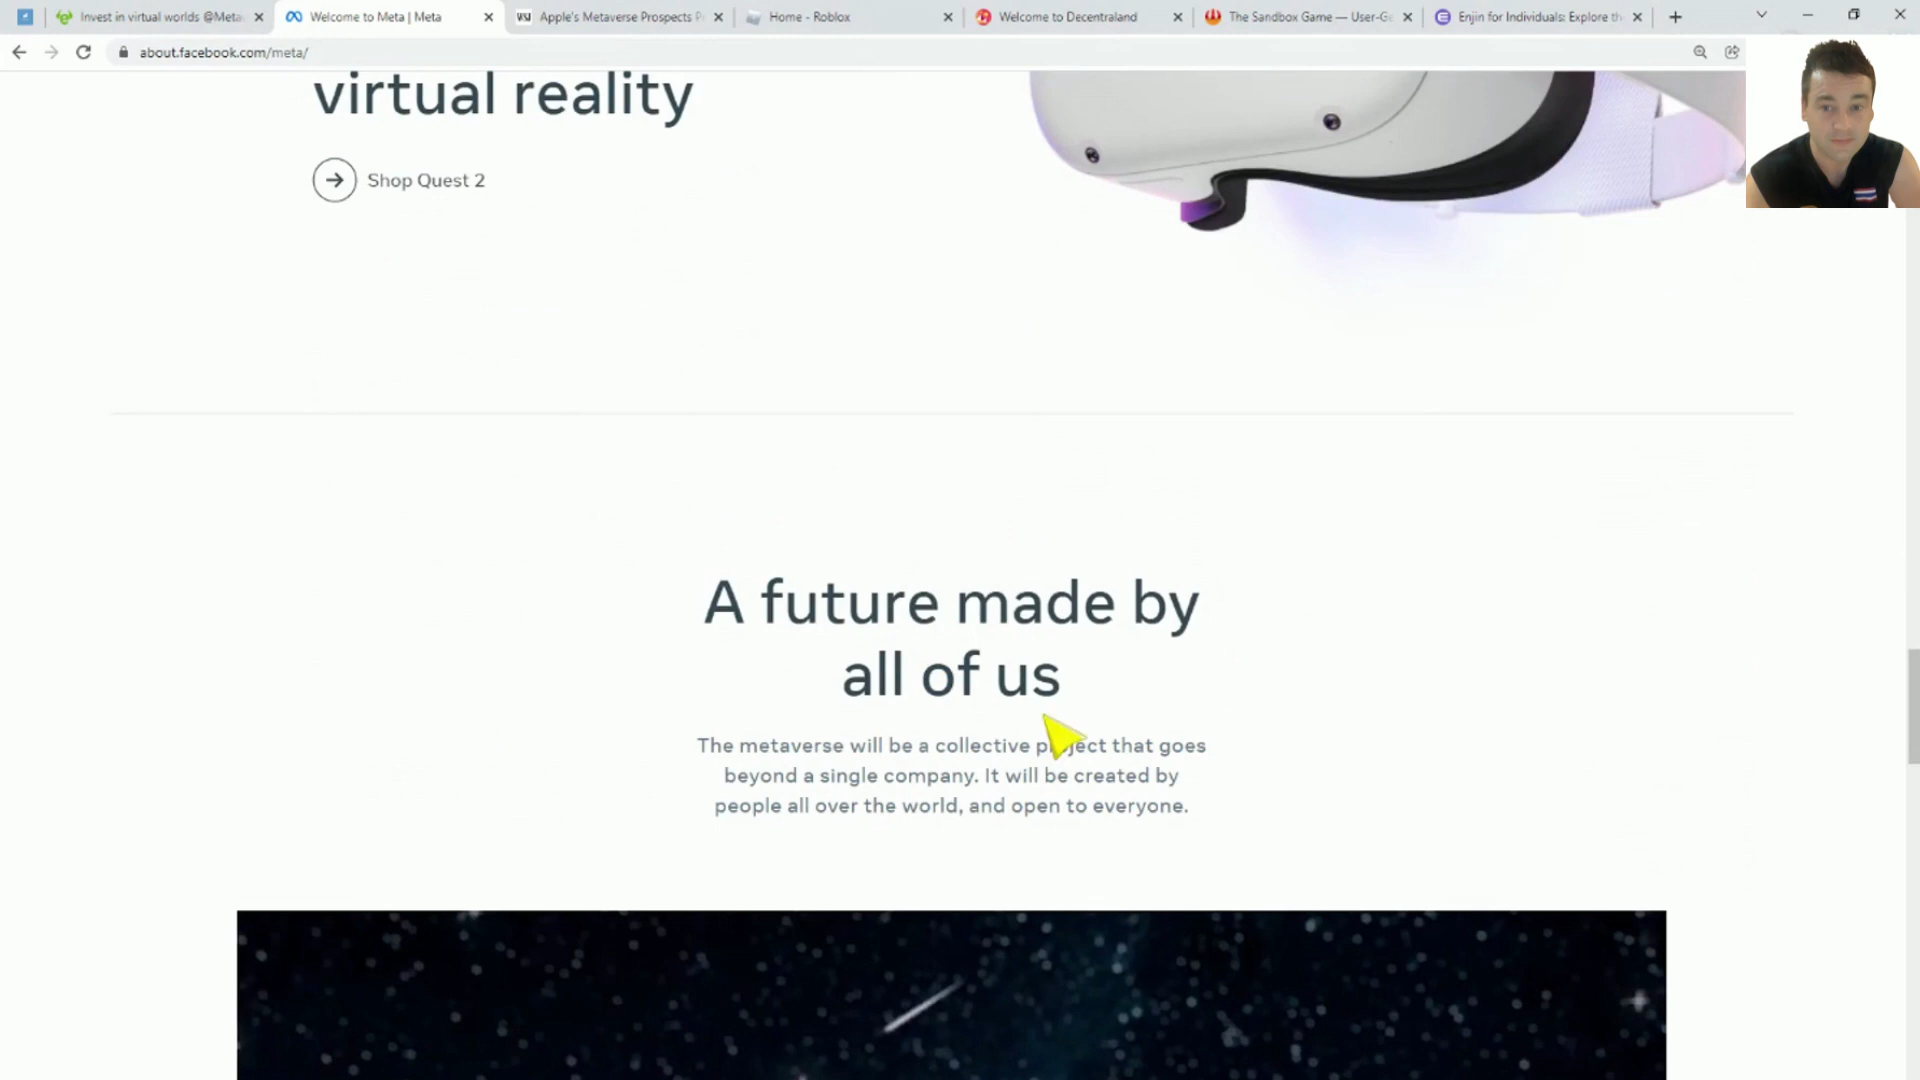 Invest in virtual worlds @Meta
Welcome to Meta | Meta
Apple's Metaverse Prospects P
Home - Roblox
Welcome to Decentraland
The Sandbox Game — User-Ge
Enjin for Individuals: Explore th
about.facebook.com/meta/
virtual reality
Shop Quest 2
A future made by
all of us
The metaverse will be a collective project that goes
beyond a single company. It will be created by
people all over the world, and open to everyone.